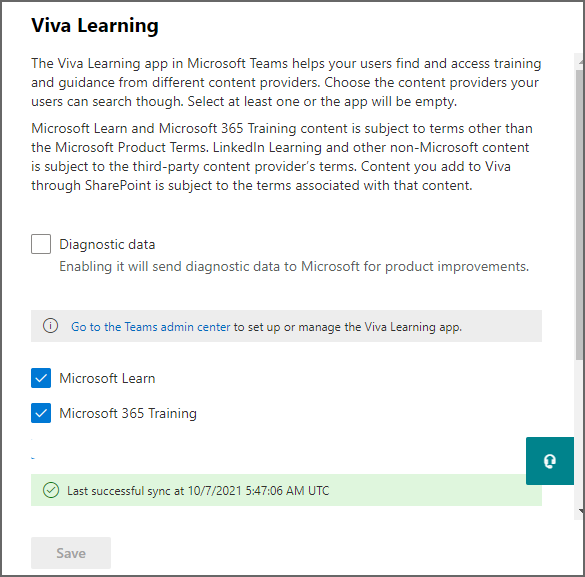 Viva Learning
The Viva Learning app in Microsoft Teams helps your users find and access training
and guidance from different content providers. Choose the content providers your
users can search though. Select at least one or the app will be empty.
Microsoft Learn and Microsoft 365 Training content is subject to terms other than
the Microsoft Product Terms. LinkedIn Learning and other non-Microsoft content
is subject to the third-party content provider's terms. Content you add to Viva
through SharePoint is subject to the terms associated with that content.
Diagnostic data
Enabling it will send diagnostic data to Microsoft for product improvements.
Go to the Teams admin center to set up or manage the Viva Learning app.
Microsoft Learn
Microsoft 365 Training
Last successful sync at 10/7/2021 5:47:06 AM UTC
Save